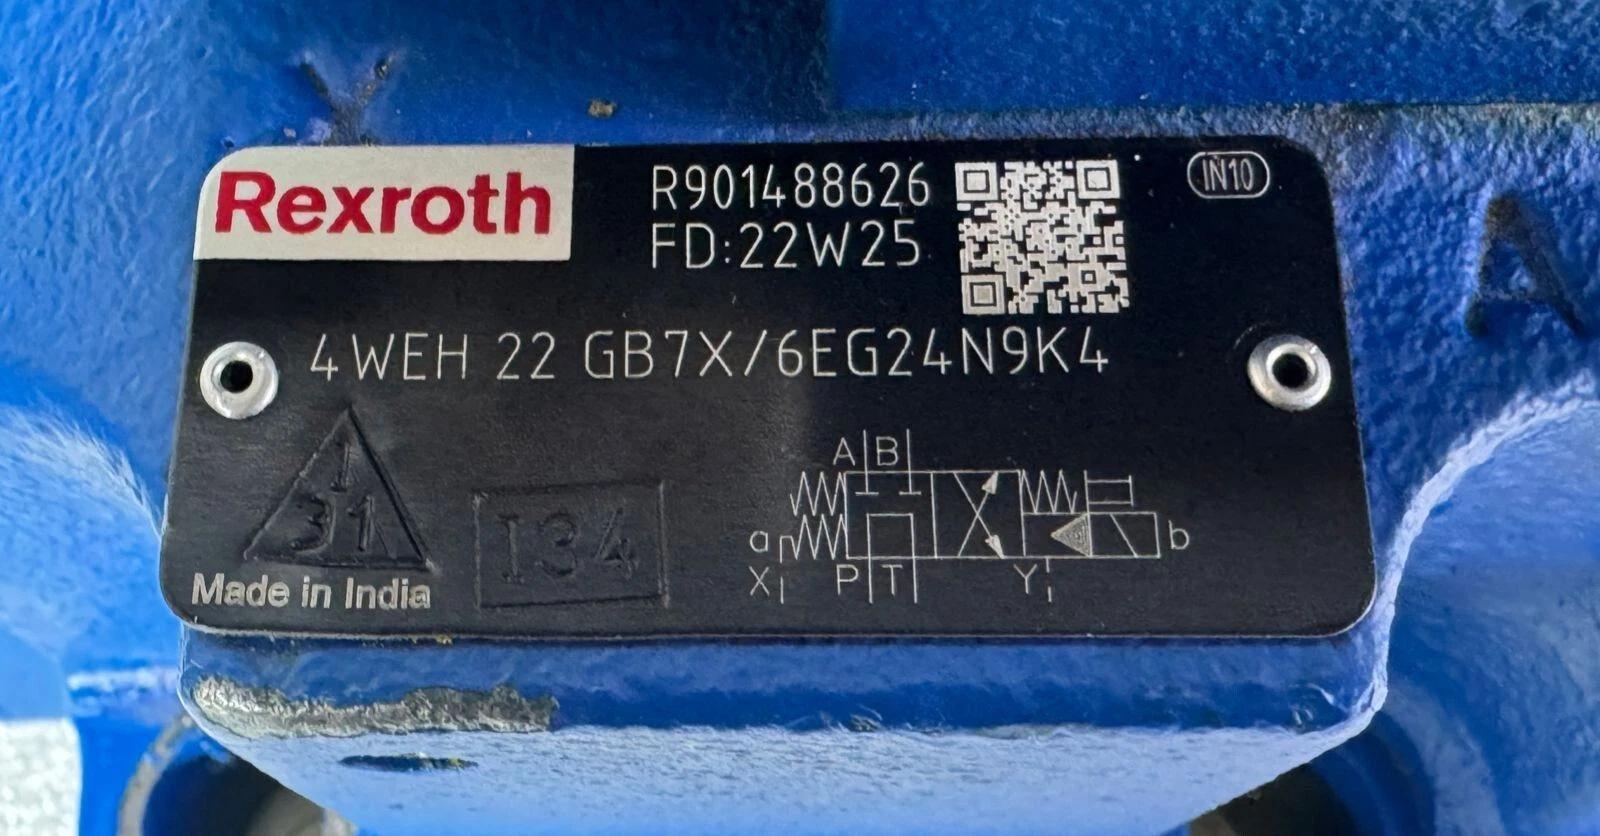 Y
Rexroth
R901488626
FD:22W25
IN10
A
4WEH 22 GB7X/6EG24N9K4
1
31
I34
Made in India
A B
a b
X P T Y